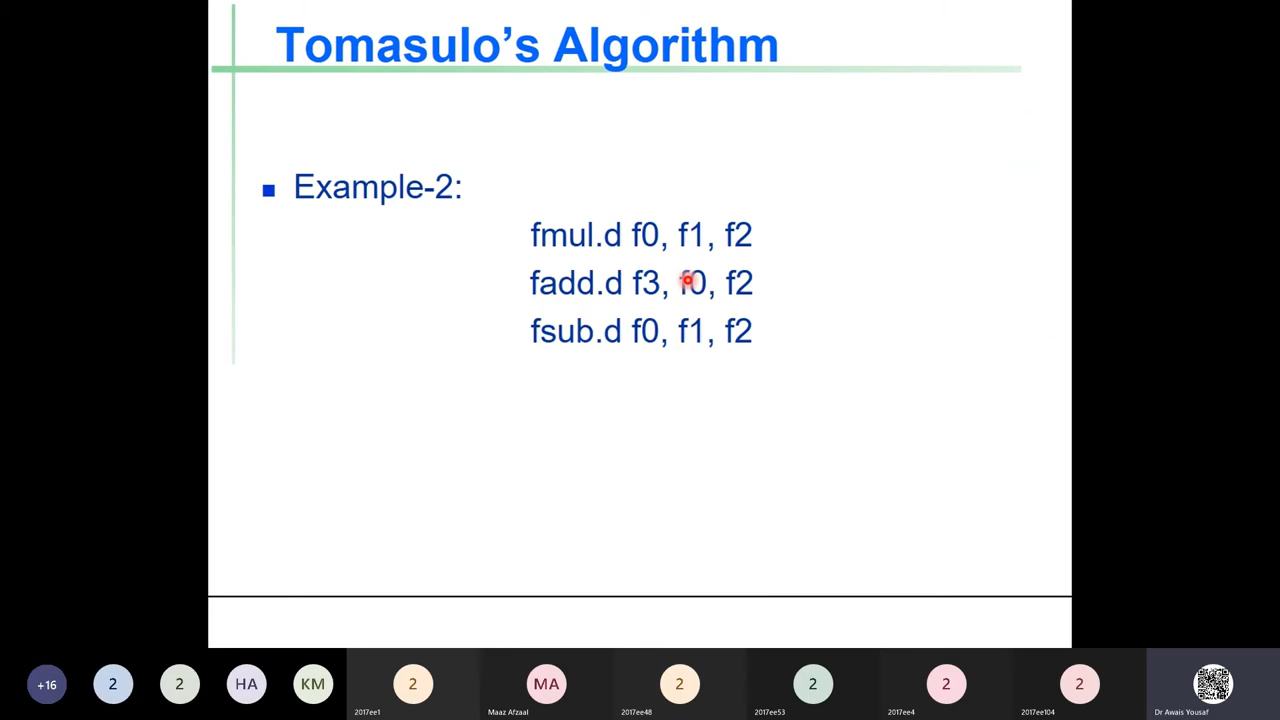 Tomasulo’s Algorithm
Example-2:
fmul.d f0, f1, f2
fadd.d f3, f0, f2
fsub.d f0, f1, f2
+16
2
2
HA
KM
2
MA
2
2
2
2
2017ee1
Maaz Afzaal
2017ee48
2017ee53
2017ee4
2017ee104
Dr Awais Yousaf